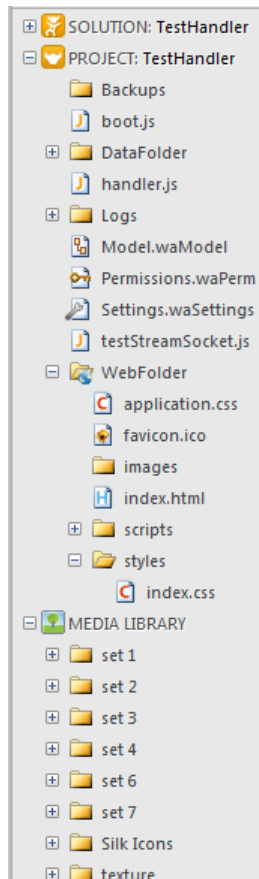 SOLUTION: TestHandler
PROJECT: TestHandler
Backups
boot.js
DataFolder
handler.js
Logs
Model.waModel
Permissions.waPerm
Settings.waSettings
testStreamSocket.js
WebFolder
application.css
favicon.ico
images
index.html
scripts
styles
index.css
MEDIA LIBRARY
set 1
set 2
set 3
set 4
set 6
set 7
Silk Icons
texture